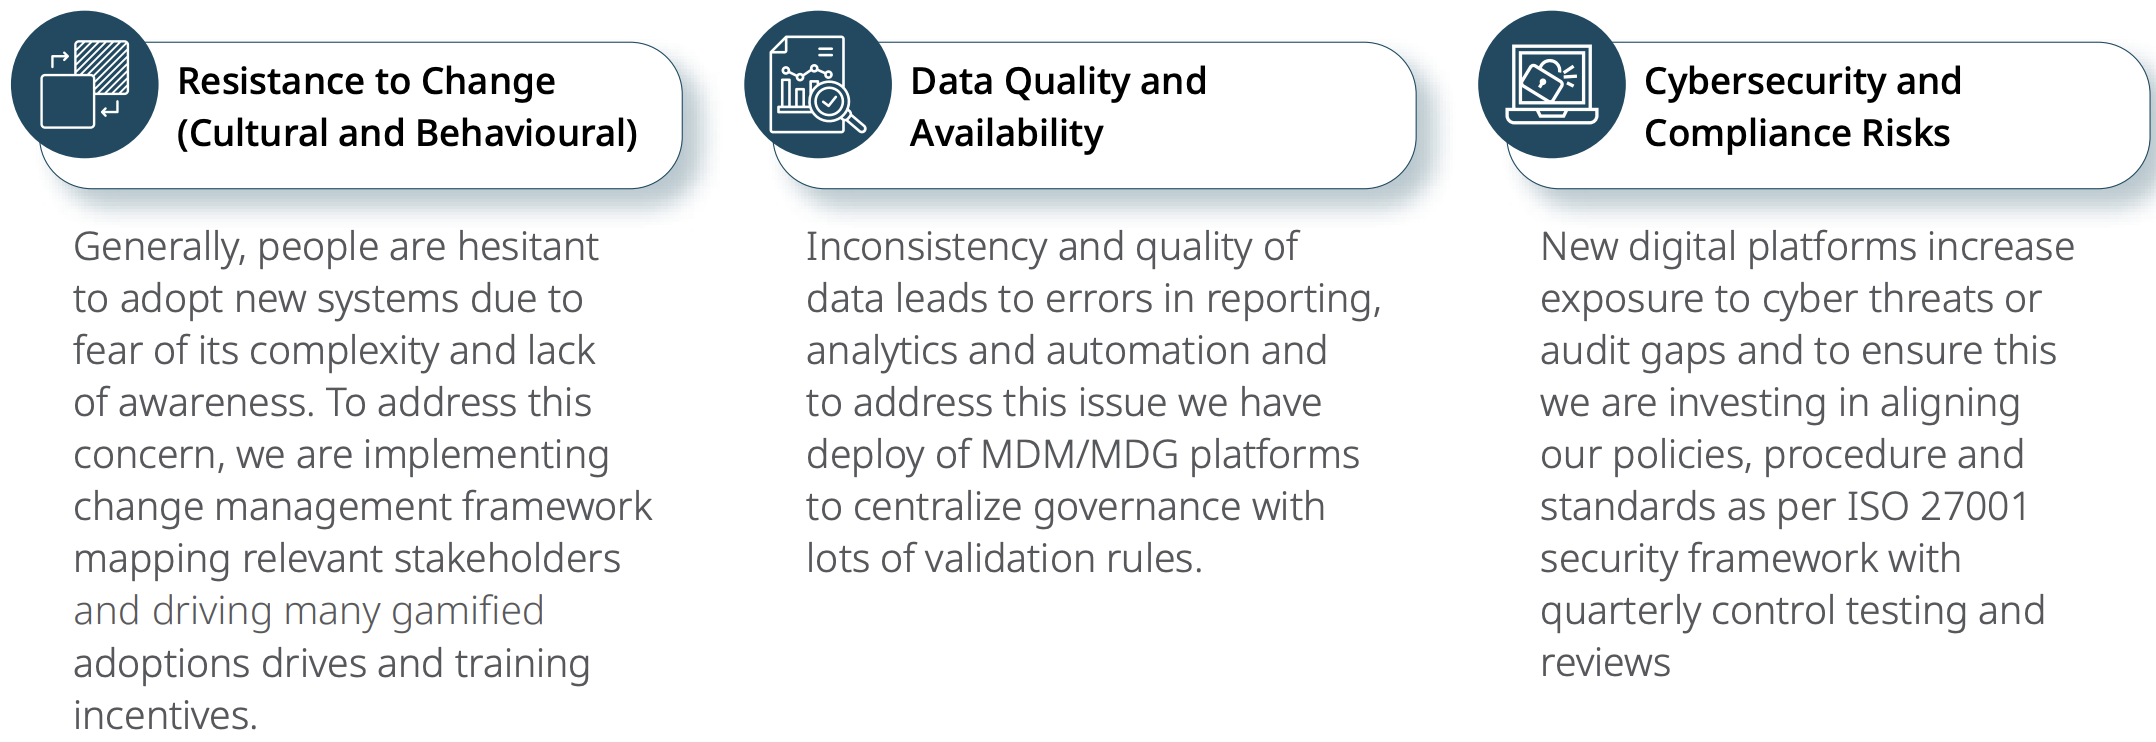 Resistance to Change
(Cultural and Behavioural)
Generally, people are hesitant
to adopt new systems due to
fear of its complexity and lack
of awareness. To address this
concern, we are implementing
change management framework
mapping relevant stakeholders
and driving many gamified
adoptions drives and training
incentives.
Data Quality and
Availability
Inconsistency and quality of
data leads to errors in reporting,
analytics and automation and
to address this issue we have
deploy of MDM/MDG platforms
to centralize governance with
lots of validation rules.
Cybersecurity and
Compliance Risks
New digital platforms increase
exposure to cyber threats or
audit gaps and to ensure this
we are investing in aligning
our policies, procedure and
standards as per ISO 27001
security framework with
quarterly control testing and
reviews